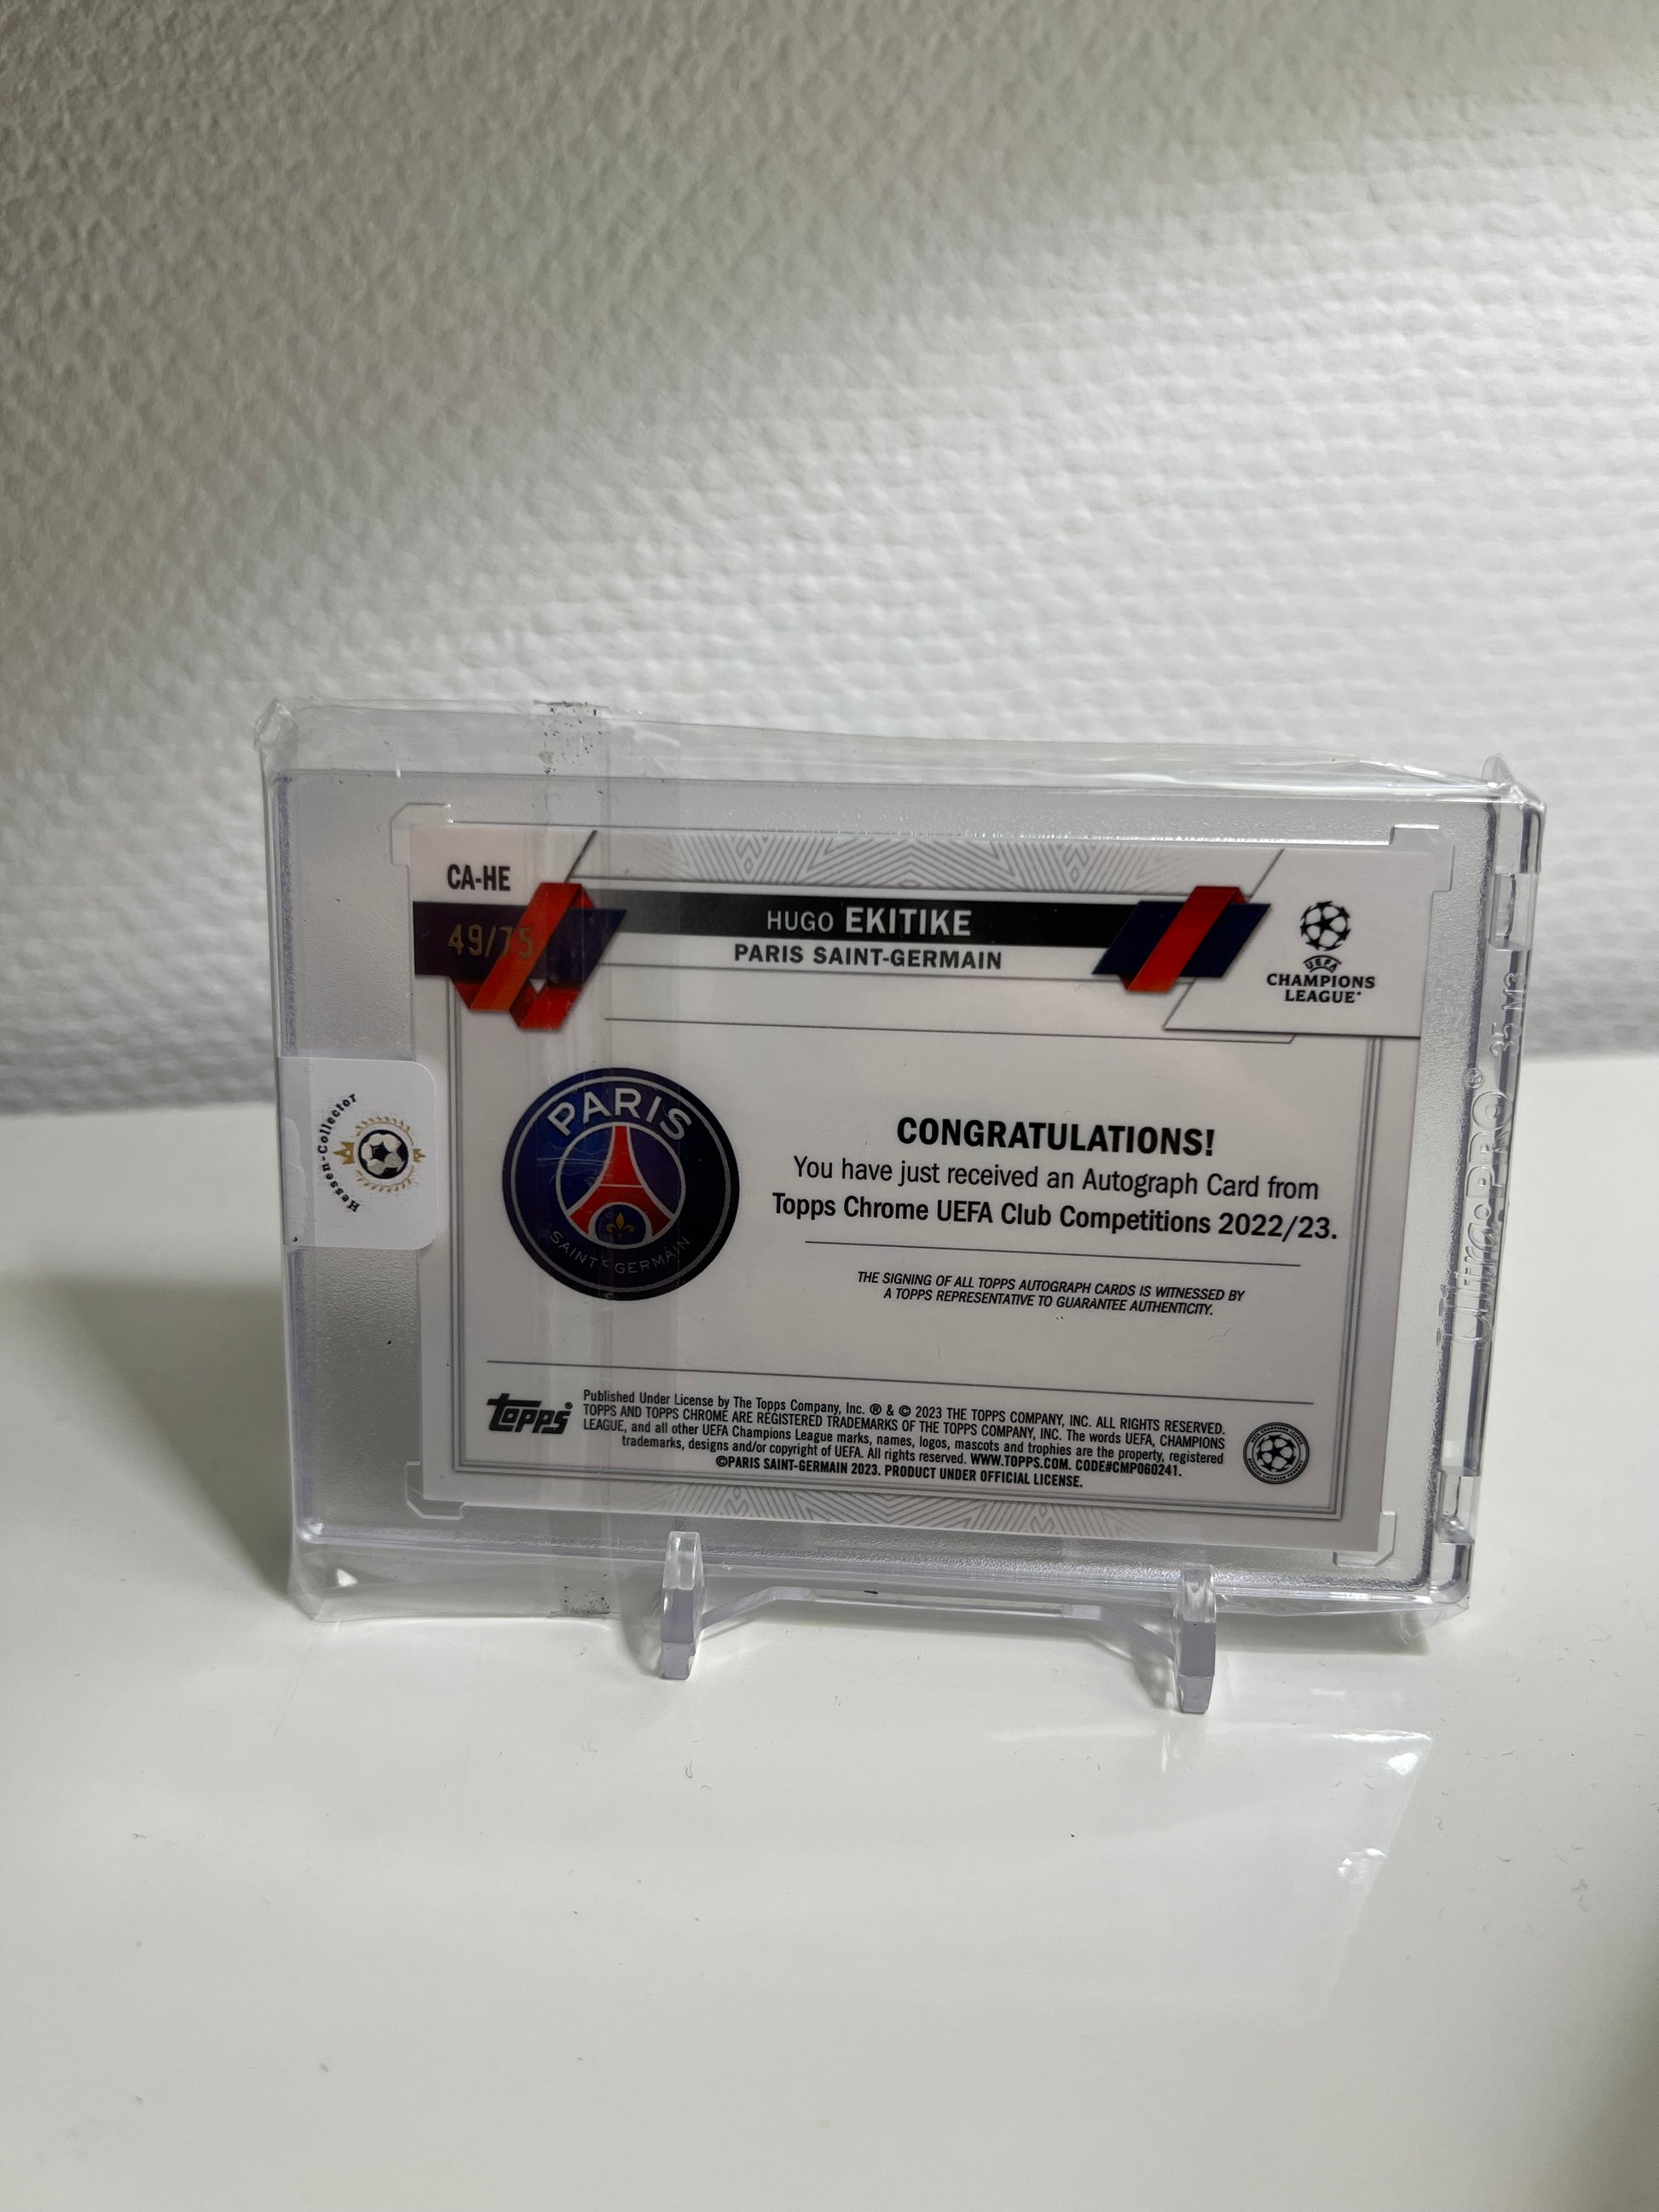 CA-HE
49/75
HUGO EKITIKE
PARIS SAINT-GERMAIN
UEFA
CHAMPIONS
LEAGUE
Hessen-Collector
PARIS
SAINT-GERMAIN
CONGRATULATIONS!
You have just received an Autograph Card from
Topps Chrome UEFA Club Competitions 2022/23.
THE SIGNING OF ALL TOPPS AUTOGRAPH CARDS IS WITNESSED BY
A TOPPS REPRESENTATIVE TO GUARANTEE AUTHENTICITY.
topps
Published Under License by The Topps Company, Inc. ® & © 2023 THE TOPPS COMPANY, INC. ALL RIGHTS RESERVED.
TOPPS AND TOPPS CHROME ARE REGISTERED TRADEMARKS OF THE TOPPS COMPANY, INC. The words UEFA, CHAMPIONS
LEAGUE, and all other UEFA Champions League marks, names, logos, mascots and trophies are the property, registered
trademarks, designs and/or copyright of UEFA. All rights reserved. WWW.TOPPS.COM. CODE#CMP060241.
©PARIS SAINT-GERMAIN 2023. PRODUCT UNDER OFFICIAL LICENSE.
Ultra·PRO®